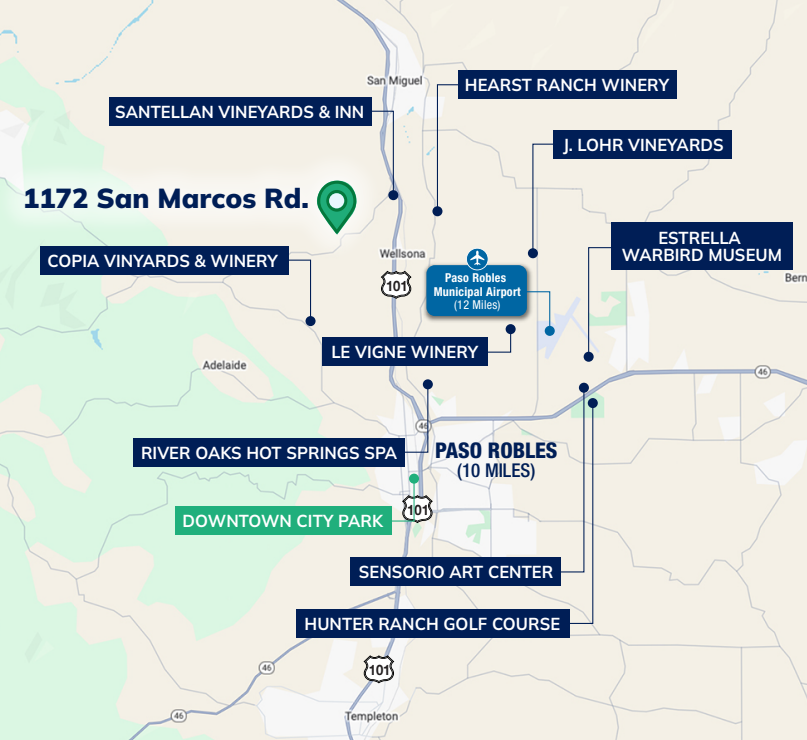 San Miguel
HEARST RANCH WINERY
SANTELLAN VINEYARDS & INN
J. LOHR VINEYARDS
1172 San Marcos Rd.
ESTRELLA
WARBIRD MUSEUM
Wellsona
COPIA VINYARDS & WINERY
Paso Robles
Municipal Airport
(12 Miles)
Bern
101
LE VIGNE WINERY
Adelaide
46
46
PASO ROBLES
(10 MILES)
RIVER OAKS HOT SPRINGS SPA
101
DOWNTOWN CITY PARK
SENSORIO ART CENTER
HUNTER RANCH GOLF COURSE
46
101
46
Templeton